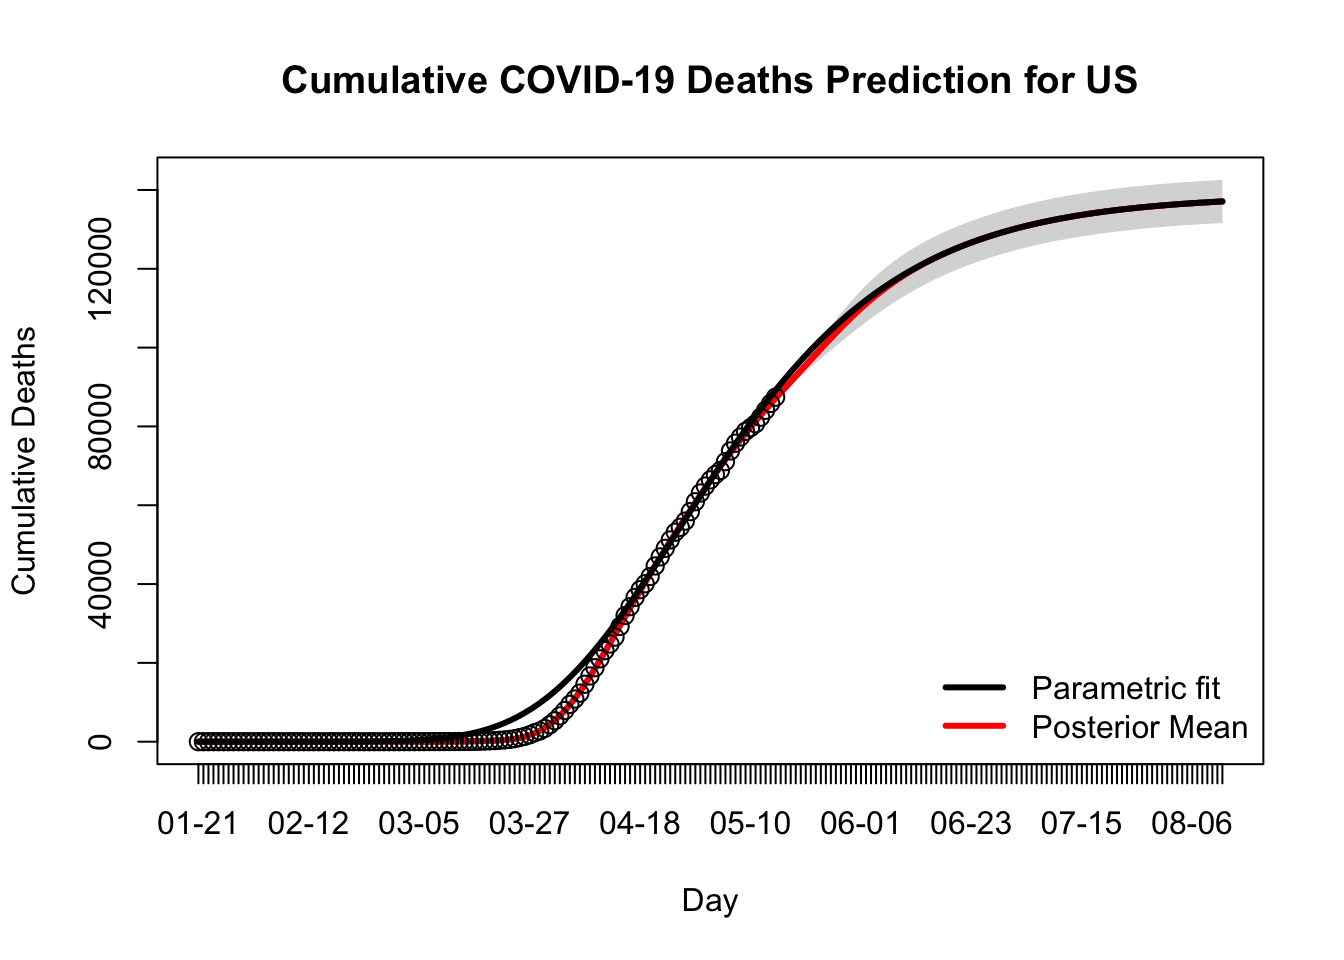 Cumulative COVID-19 Deaths Prediction for US
Cumulative Deaths
120000
80000
40000
0
Parametric fit
Posterior Mean
01-21 02-12 03-05 03-27 04-18 05-10 06-01 06-23 07-15 08-06
Day